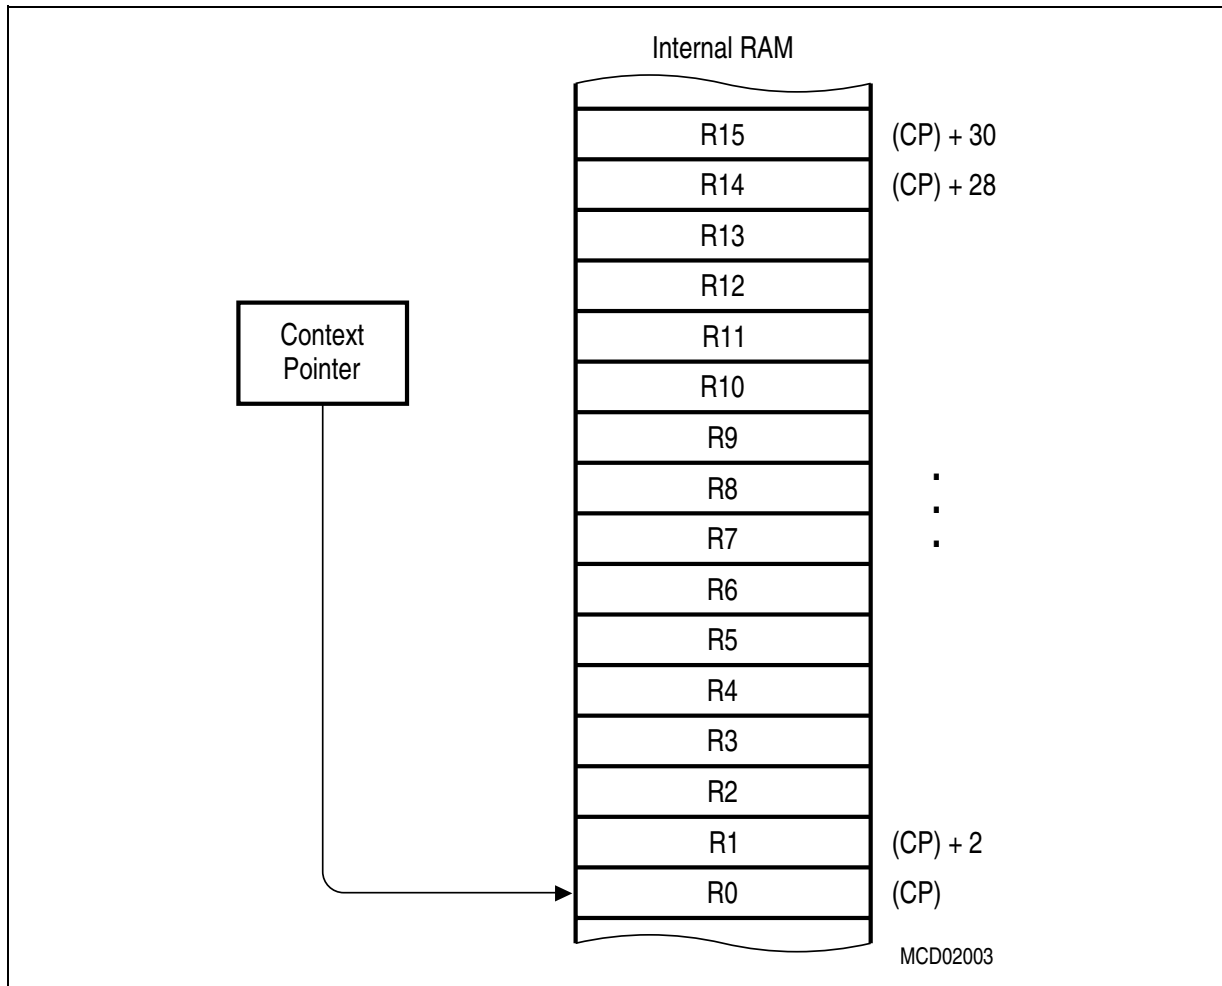 Internal RAM
R15 (CP) + 30
R14 (CP) + 28
R13
R12
Context
Pointer
R11
R10
R9
R8
R7
R6
R5
R4
R3
R2
R1 (CP) + 2
R0 (CP)
MCD02003